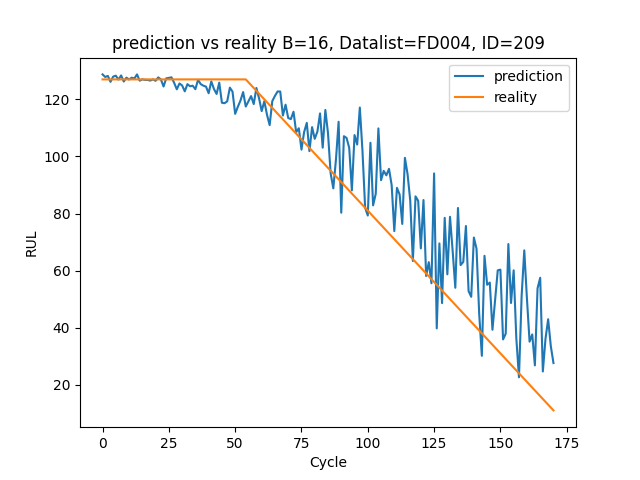 prediction vs reality B=16, Datalist=FD004, ID=209
prediction
reality
RUL
120
100
80
60
40
20
0 25 50 75 100 125 150 175
Cycle